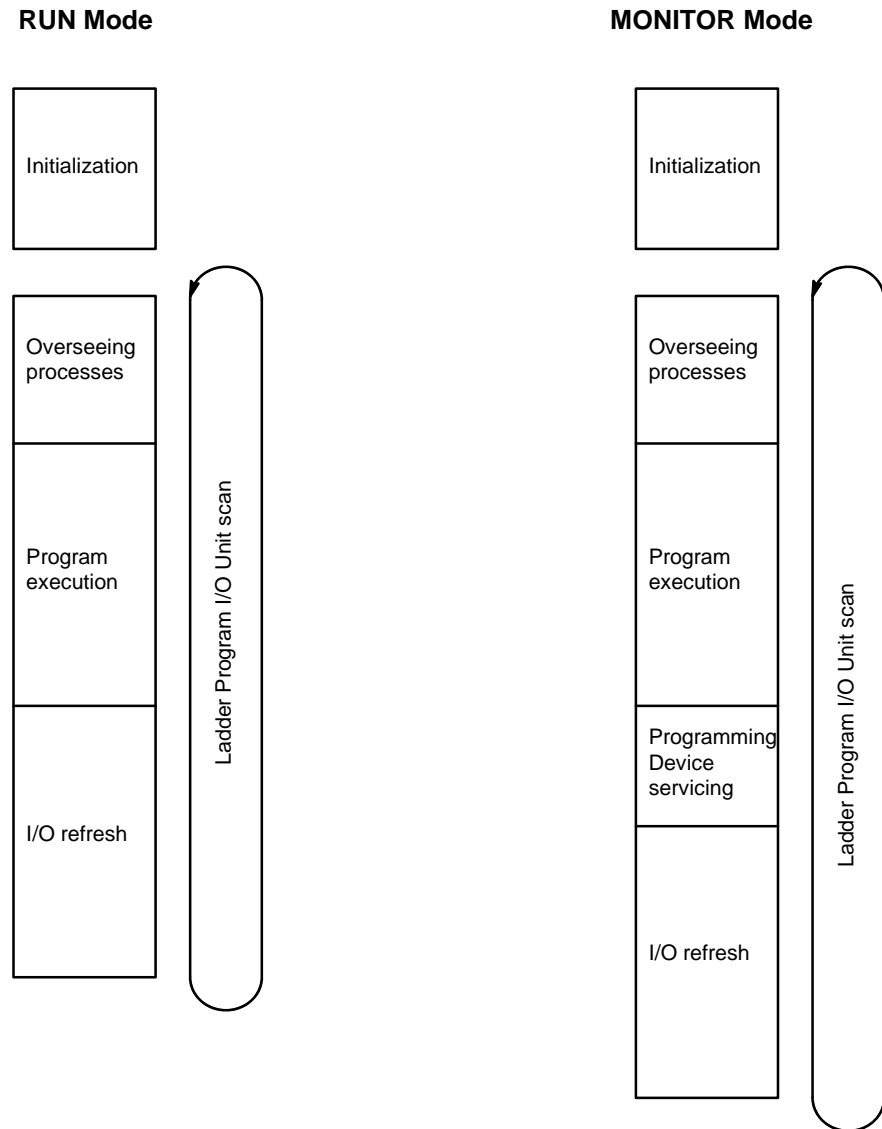 RUN Mode
Initialization
Overseeing
processes
Program
execution
I/O refresh
Ladder Program I/O Unit scan
MONITOR Mode
Initialization
Overseeing
processes
Program
execution
Programming
Device
servicing
I/O refresh
Ladder Program I/O Unit scan